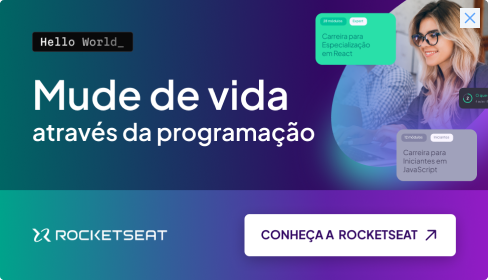 Hello World_
Mude de vida
através da programação
Carreira para
Especialização
em React
Carreira para
Iniciantes em
JavaScript
ROCKETSEAT
CONHEÇA A ROCKETSEAT